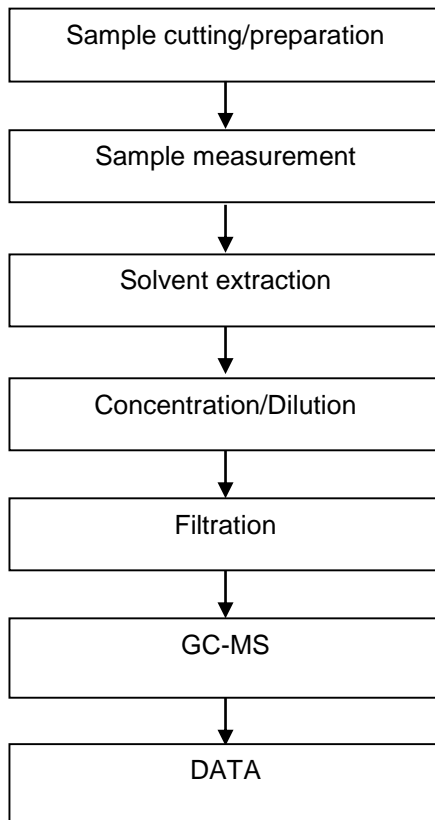 Sample cutting/preparation
Sample measurement
Solvent extraction
Concentration/Dilution
Filtration
GC-MS
DATA